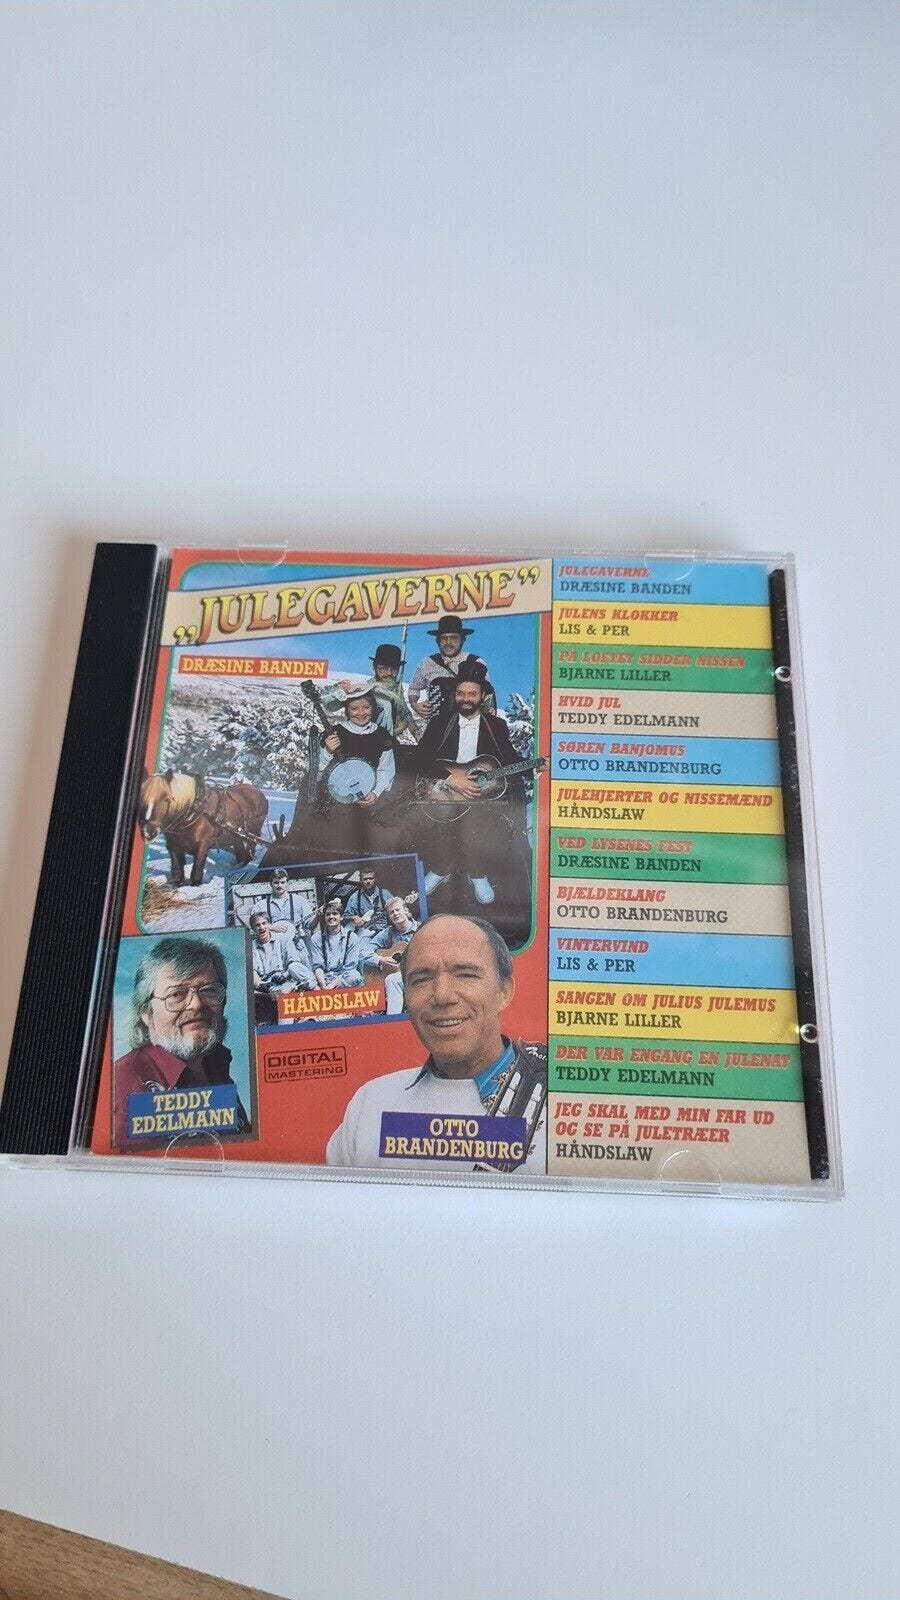 „JULEGAVERNE”
DRÆSINE BANDEN
HÅNDSLAW
DIGITAL
MASTERING
TEDDY
EDELMANN
OTTO
BRANDENBURG
JULEGAVERNE
DRÆSINE BANDEN
JULENS KLOKKER
LIS & PER
PÅ LOFTET SIDDER NISSEN
BJARNE LILLER
HVID JUL
TEDDY EDELMANN
SØREN BANJOMUS
OTTO BRANDENBURG
JULEHJERTER OG NISSEMÆND
HÅNDSLAW
VED LYSENES FEST
DRÆSINE BANDEN
BJÆLDEKLANG
OTTO BRANDENBURG
VINTERVIND
LIS & PER
SANGEN OM JULIUS JULEMUS
BJARNE LILLER
DER VAR ENGANG EN JULENAT
TEDDY EDELMANN
JEG SKAL MED MIN FAR UD
OG SE PÅ JULETRÆER
HÅNDSLAW